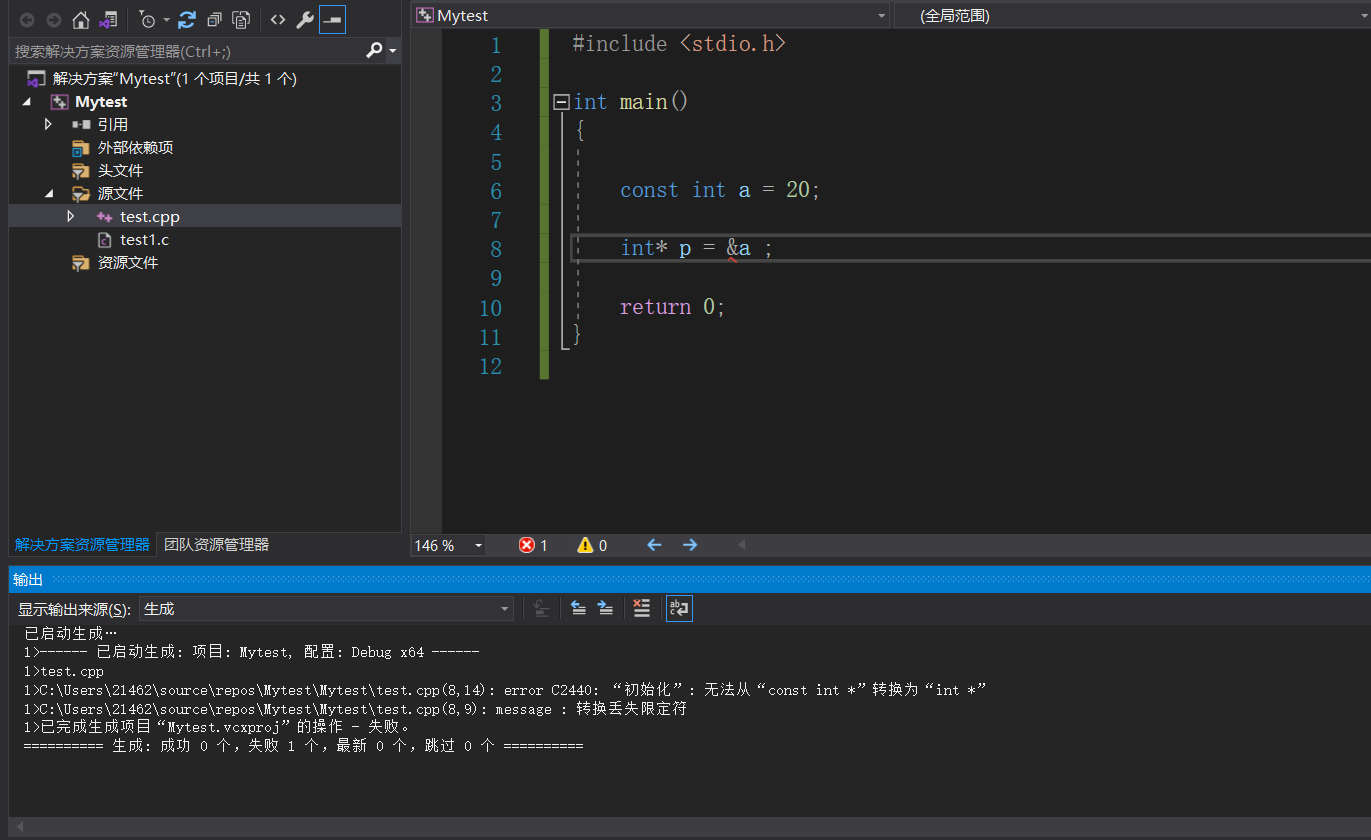 Mytest
(全局范围)
搜索解决方案资源管理器(Ctrl+;)
解决方案“Mytest”(1 个项目/共 1 个)
Mytest
引用
外部依赖项
头文件
源文件
test.cpp
test1.c
资源文件
解决方案资源管理器 团队资源管理器
1 #include <stdio.h>
2
3 int main()
4 {
5
6 const int a = 20;
7
8 int* p = &a ;
9
10 return 0;
11 }
12
146 % 1 0
输出
显示输出来源(S): 生成
已启动生成…
1>------ 已启动生成: 项目: Mytest, 配置: Debug x64 ------
1>test.cpp
1>C:\Users\21462\source\repos\Mytest\Mytest\test.cpp(8,14): error C2440: “初始化”: 无法从“const int *”转换为“int *”
1>C:\Users\21462\source\repos\Mytest\Mytest\test.cpp(8,9): message : 转换丢失限定符
1>已完成生成项目“Mytest.vcxproj”的操作 - 失败。
========== 生成: 成功 0 个，失败 1 个，最新 0 个，跳过 0 个 ==========